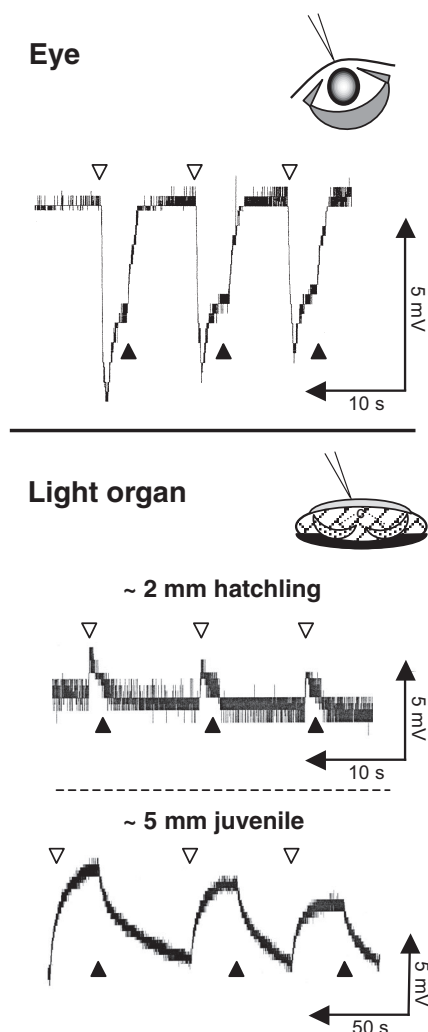 Eye
5 mV
10 s
Light organ
~ 2 mm hatchling
5 mV
10 s
~ 5 mm juvenile
5 mV
50 s